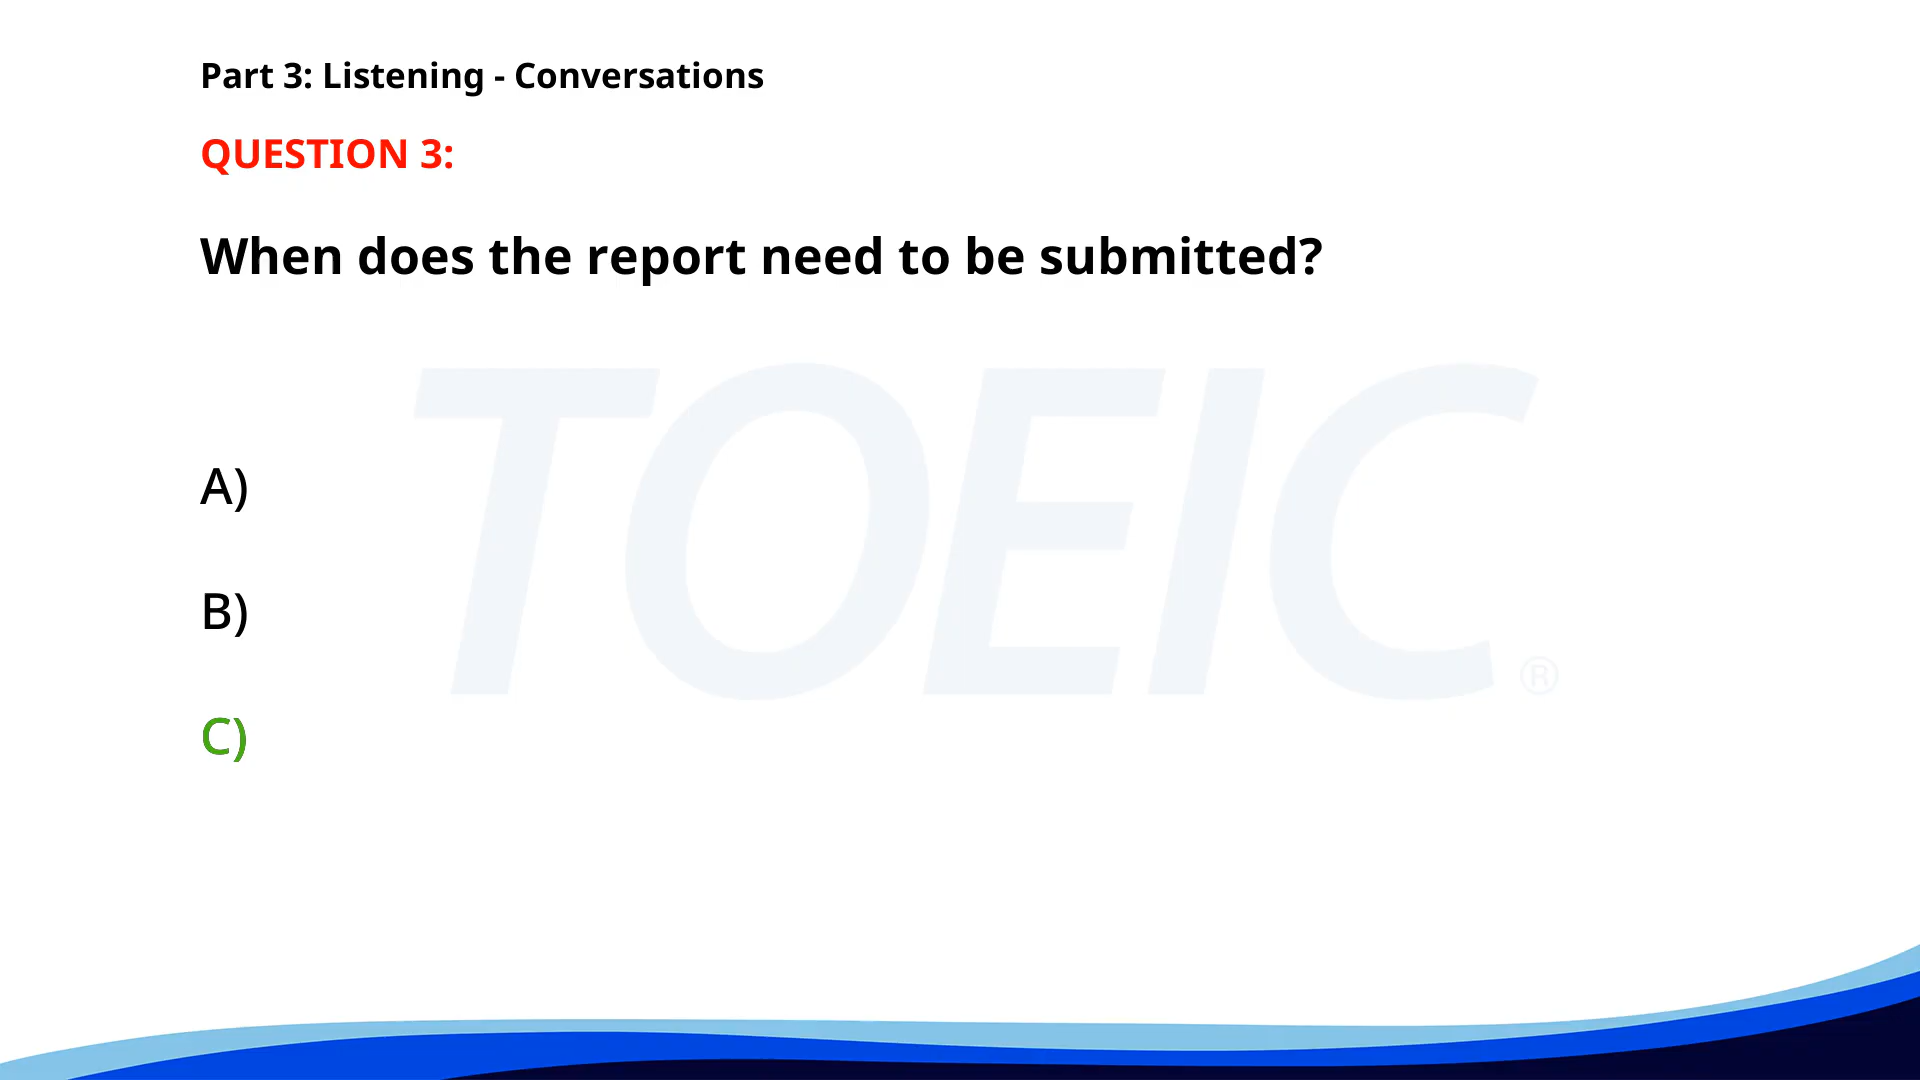 Part 3: Listening - Conversations
QUESTION 3:
When does the report need to be submitted?
TOEIC
®
A)
B)
C)